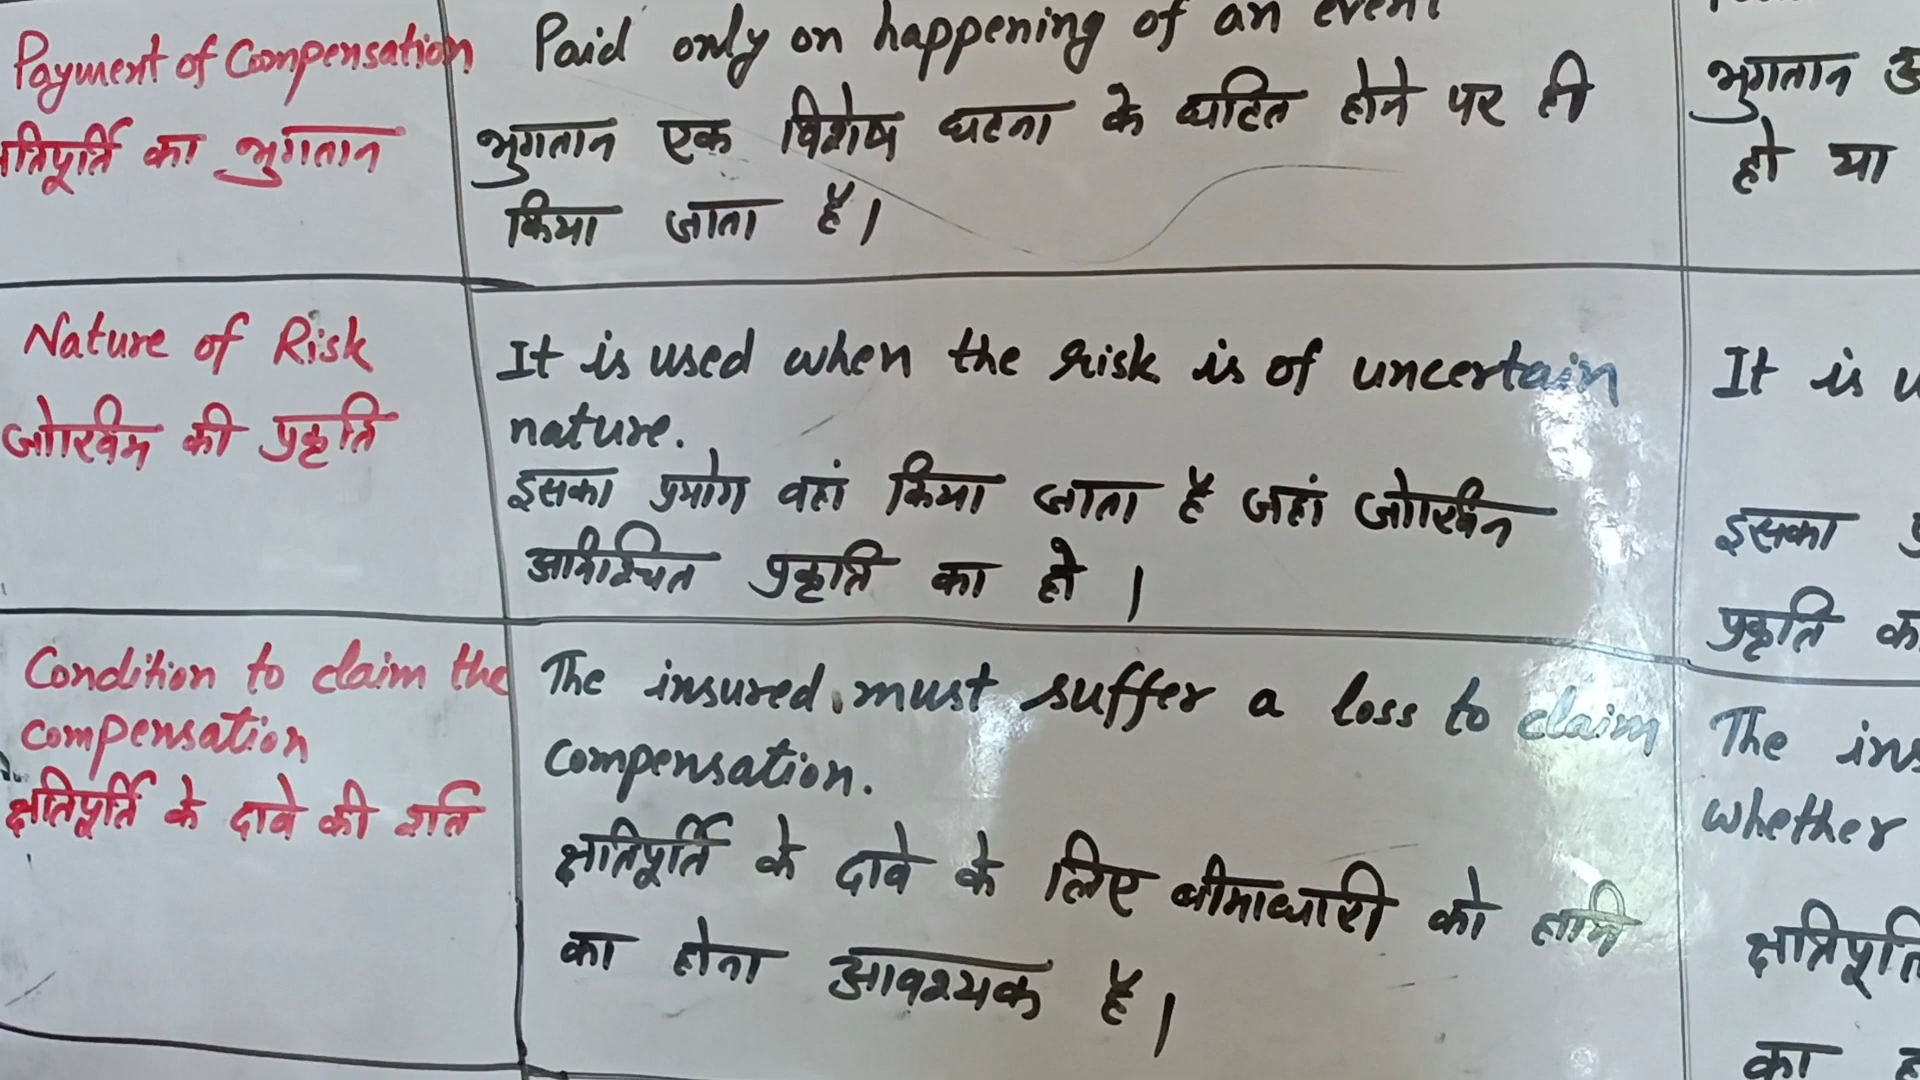 Payment of Compensation
क्षतिपूर्ति का भुगतान
Paid only on happening of an event
भुगतान एक विशेष घटना के घटित होने पर ही
किया जाता है।
भुगतान
हो या
Nature of Risk
जोखिम की प्रकृति
It is used when the risk is of uncertain
nature.
इसका प्रयोग वहां किया जाता है जहां जोखिम
अनिश्चित प्रकृति का हो ।
It is
इसका
प्रकृति
Condition to claim the
compensation
क्षतिपूर्ति के दावे की शर्त
The insured must suffer a loss to claim
compensation.
क्षतिपूर्ति के दावे के लिए बीमाधारी को हानि
का होना आवश्यक है।
The
whether
क्षतिपूर्ति
का